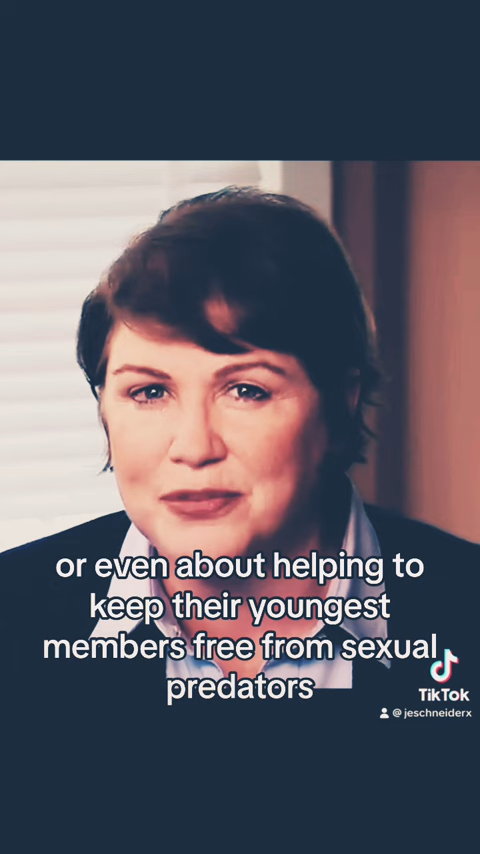 or even about helping to
keep their youngest
members free from sexual
predators
TikTok
@jeschneiderx